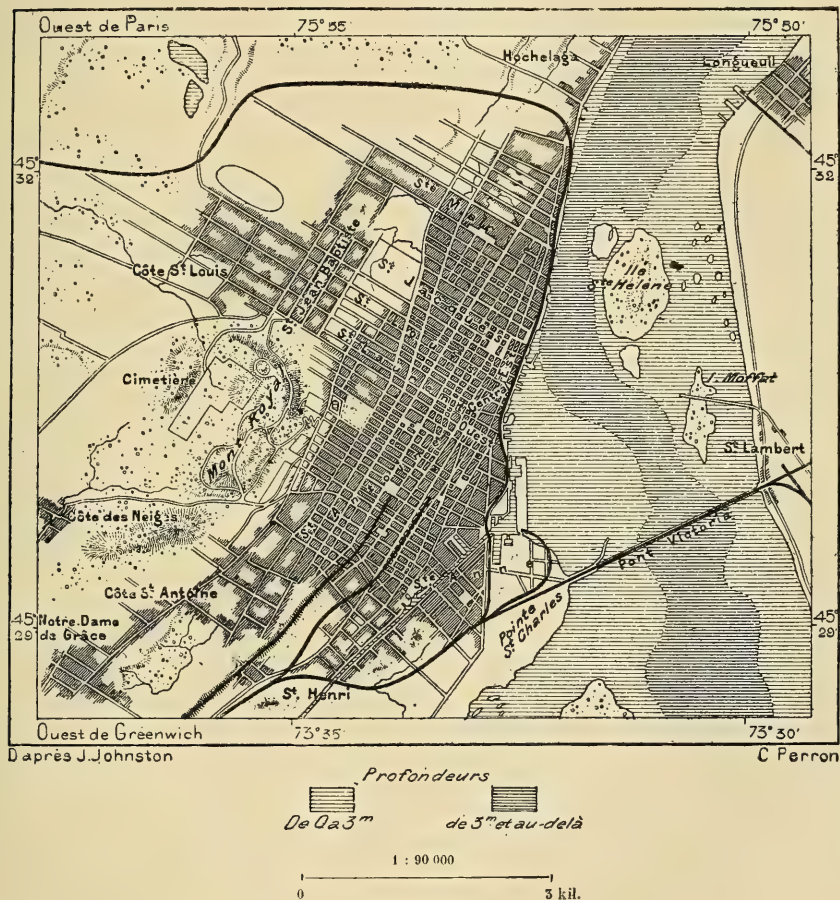 Ouest de Paris
75° 55'
75° 50'
Hochelaga
Longueuil
45°
32'
45°
32'
Côte St. Louis
St. Jean Baptiste
Ile
Ste Hélène
Cimetière
Mont Royal
I. Moffat
St. Lambert
Côte des Neiges
Pont Victoria
Côte St. Antoine
Notre-Dame
de Grâce
45°
29'
45°
29'
Pointe
St. Charles
St. Henri
Ouest de Greenwich
73° 35'
73° 30'
D'après J. Johnston
C Perron
Profondeurs
De 0 a 3m
de 3m et au-delà
1 : 90 000
0
3 kil.